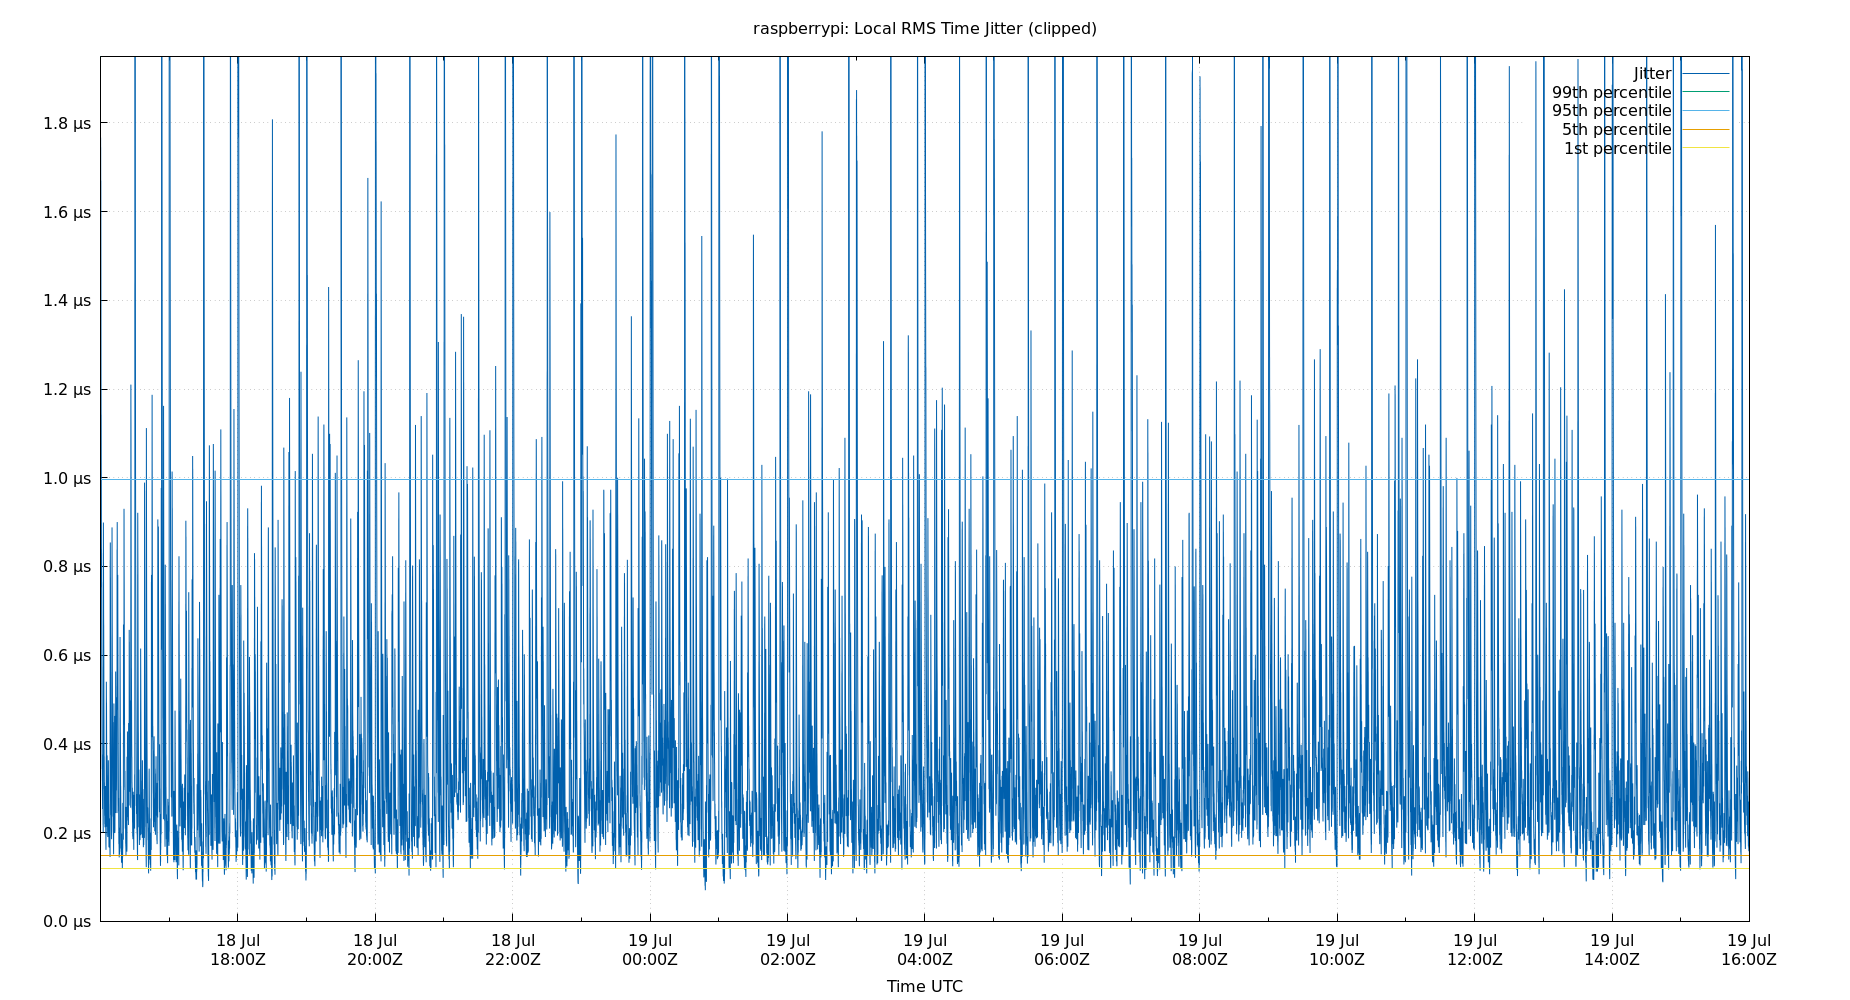 raspberrypi: Local RMS Time Jitter (clipped)
Jitter
99th percentile
95th percentile
5th percentile
1st percentile
1.8 µs
1.6 µs
1.4 µs
1.2 µs
1.0 µs
0.8 µs
0.6 µs
0.4 µs
0.2 µs
0.0 µs
18 Jul 18 Jul 18 Jul 19 Jul 19 Jul 19 Jul 19 Jul 19 Jul 19 Jul 19 Jul 19 Jul 19 Jul
18:00Z 20:00Z 22:00Z 00:00Z 02:00Z 04:00Z 06:00Z 08:00Z 10:00Z 12:00Z 14:00Z 16:00Z
Time UTC